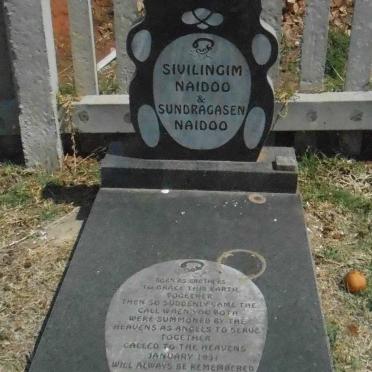 SIVILINGIM
NAIDOO
&
SUNDRAGASEN
NAIDOO
BORN AS BROTHERS
TO GRACE THIS EARTH
TOGETHER
THEN SO SUDDENLY CAME THE
CALL WHEN YOU BOTH
WERE SUMMONED BY THE
HEAVENS AS ANGELS TO SERVE
TOGETHER
CALLED TO THE HEAVENS
JANUARY
WILL ALWAYS BE REMEMBERED